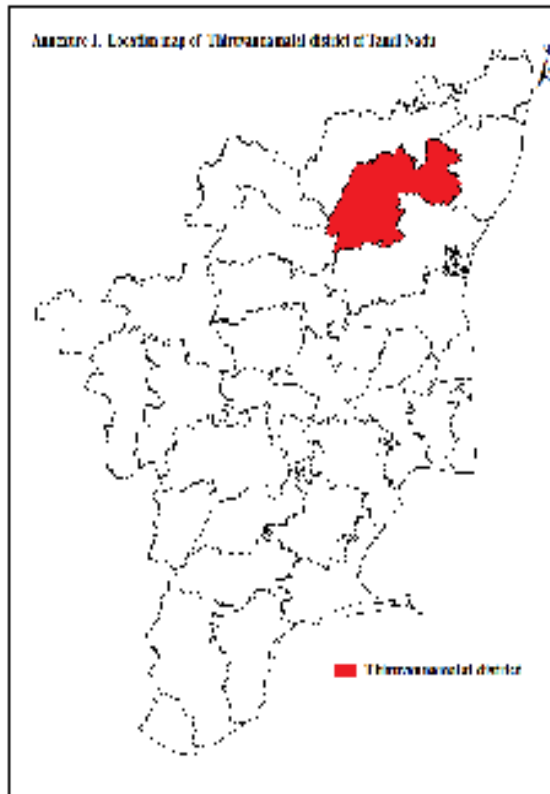 Annexure 1. Location map of Thiruvannamalai district of Tamil Nadu
Thiruvannamalai district